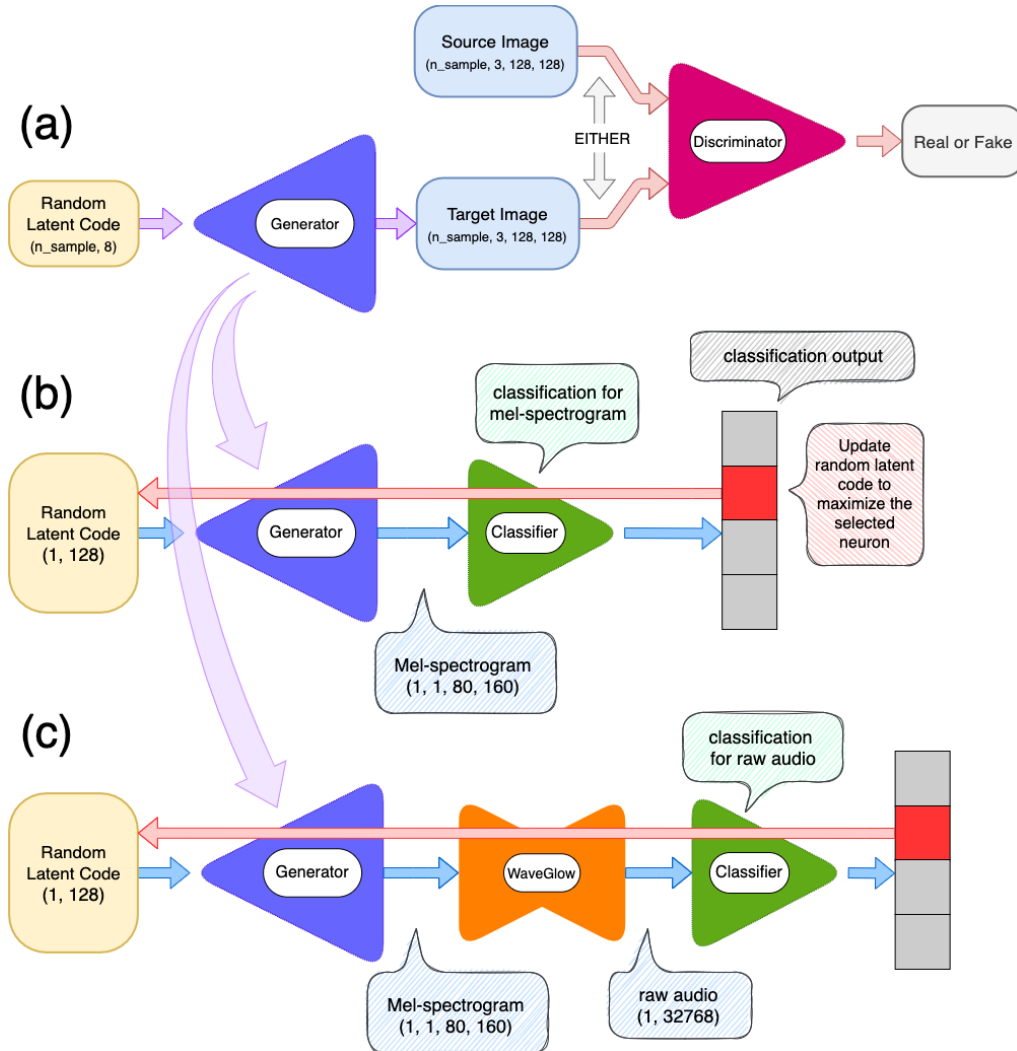 (a)
Source Image
(n_sample, 3, 128, 128)
EITHER
Discriminator
Real or Fake
Random
Latent Code
(n_sample, 8)
Generator
Target Image
(n_sample, 3, 128, 128)
(b)
classification for
mel-spectrogram
classification output
Random
Latent Code
(1, 128)
Generator
Classifier
Update
random latent
code to
maximize the
selected
neuron
Mel-spectrogram
(1, 1, 80, 160)
(c)
classification
for raw audio
Random
Latent Code
(1, 128)
Generator
WaveGlow
Classifier
Mel-spectrogram
(1, 1, 80, 160)
raw audio
(1, 32768)